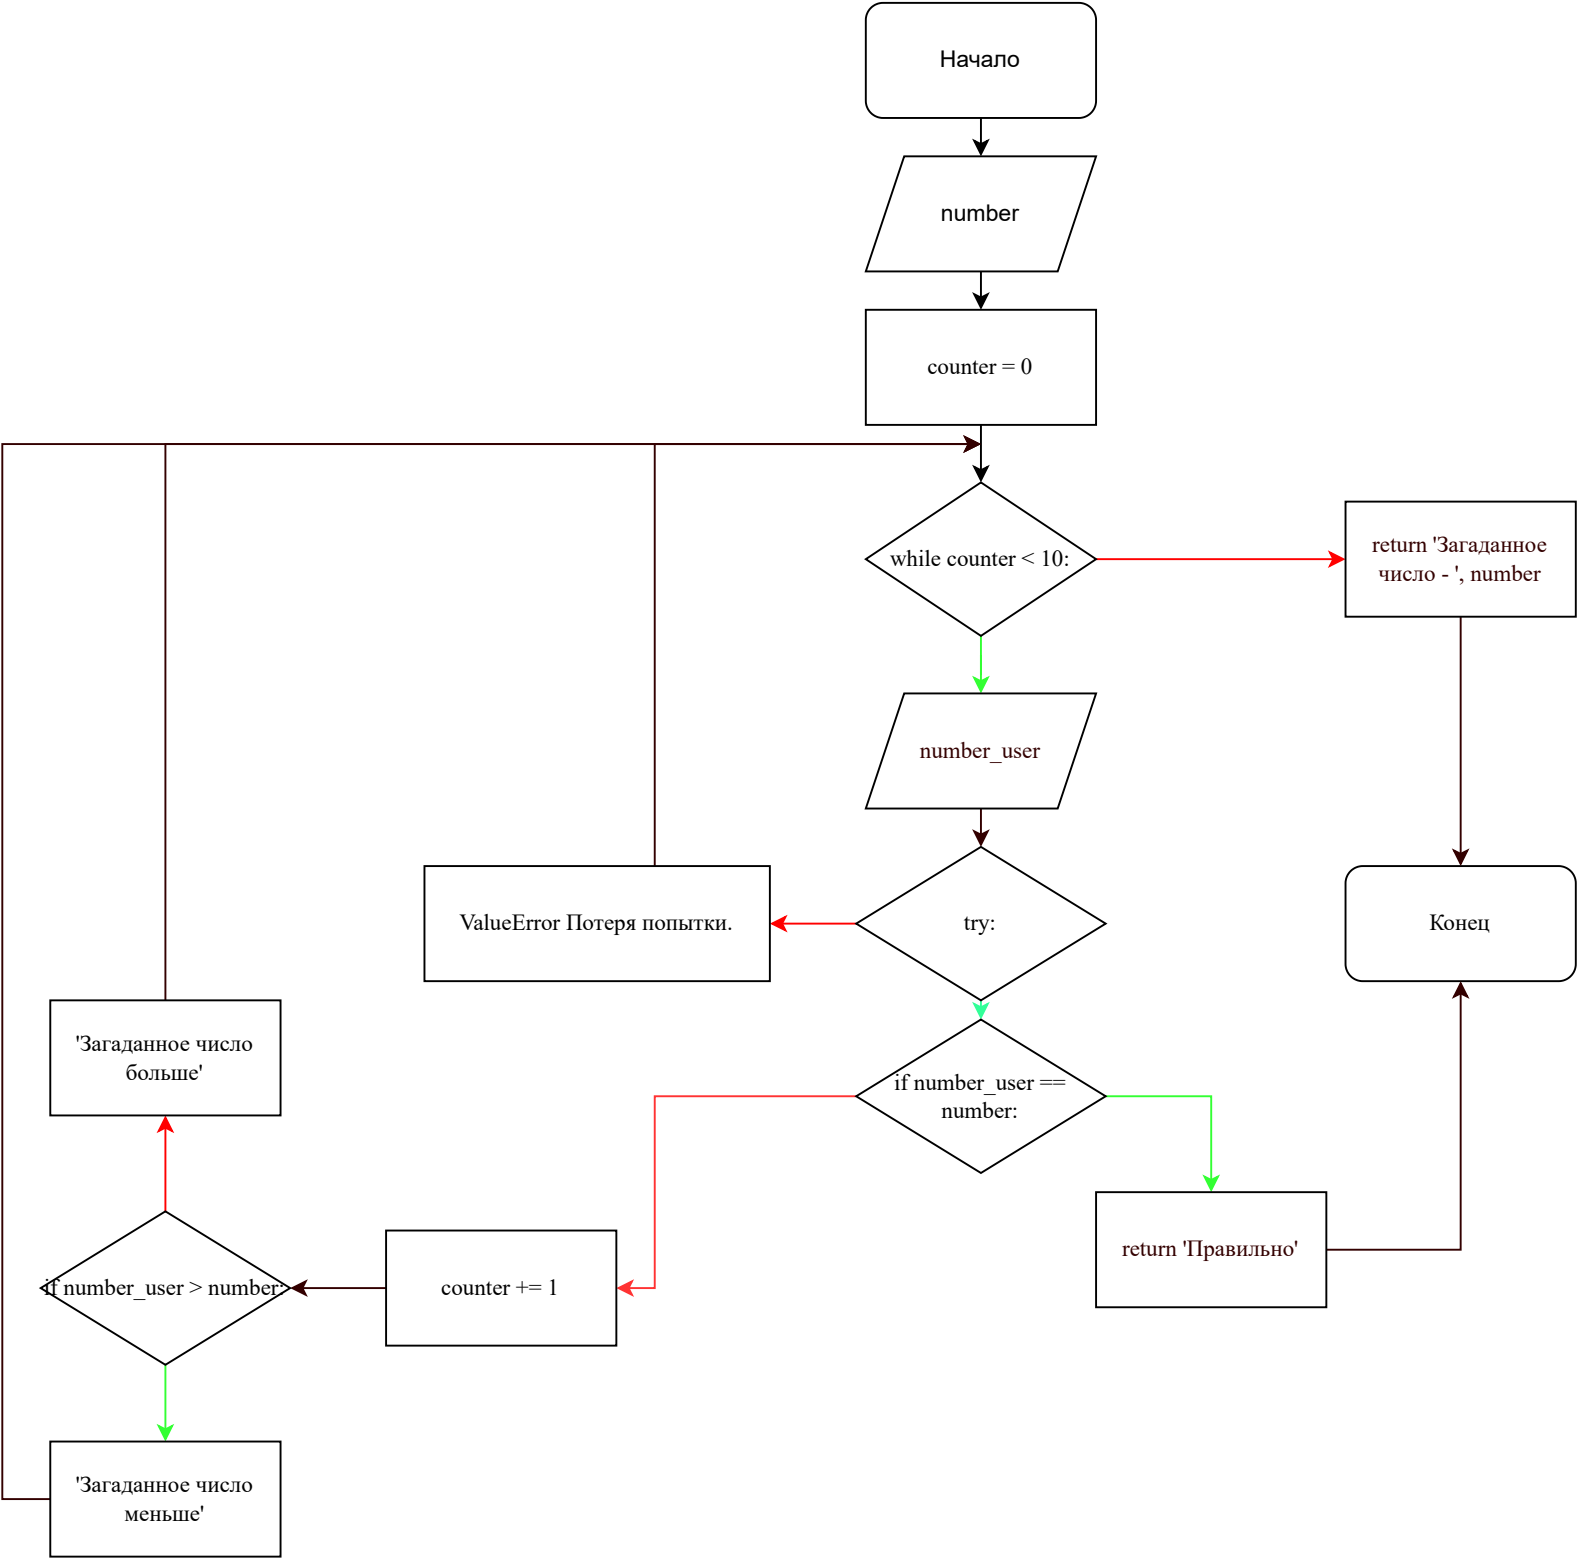 Начало
number
counter = 0
while counter < 10:
return 'Загаданное
число - ', number
number_user
ValueError Потеря попытки.
try:
Конец
'Загаданное число
больше'
if number_user ==
number:
return 'Правильно'
counter += 1
if number_user > number:
'Загаданное число
меньше'